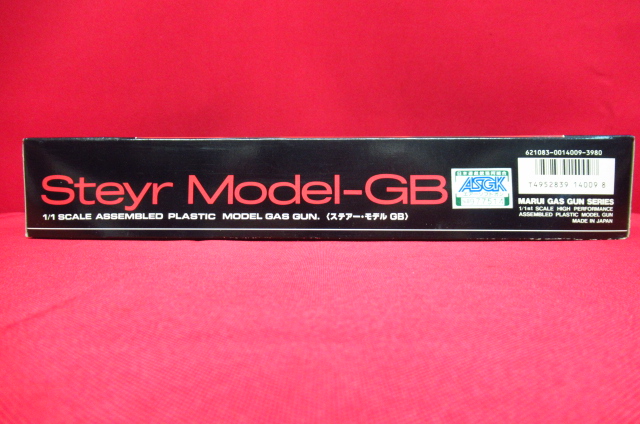 Steyr Model-GB
1/1 SCALE ASSEMBLED PLASTIC MODEL GAS GUN. (ステアー・モデル GB)
ASGK
621083-0014009-3980
MARUI GAS GUN SERIES
1/1st SCALE HIGH PERFORMANCE
ASSEMBLED PLASTIC MODEL GUN
MADE IN JAPAN